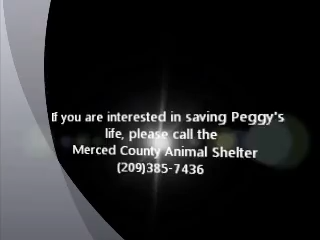 If you are interested in saving Peggy's
life, please call the
Merced County Animal Shelter
(209)385-7436